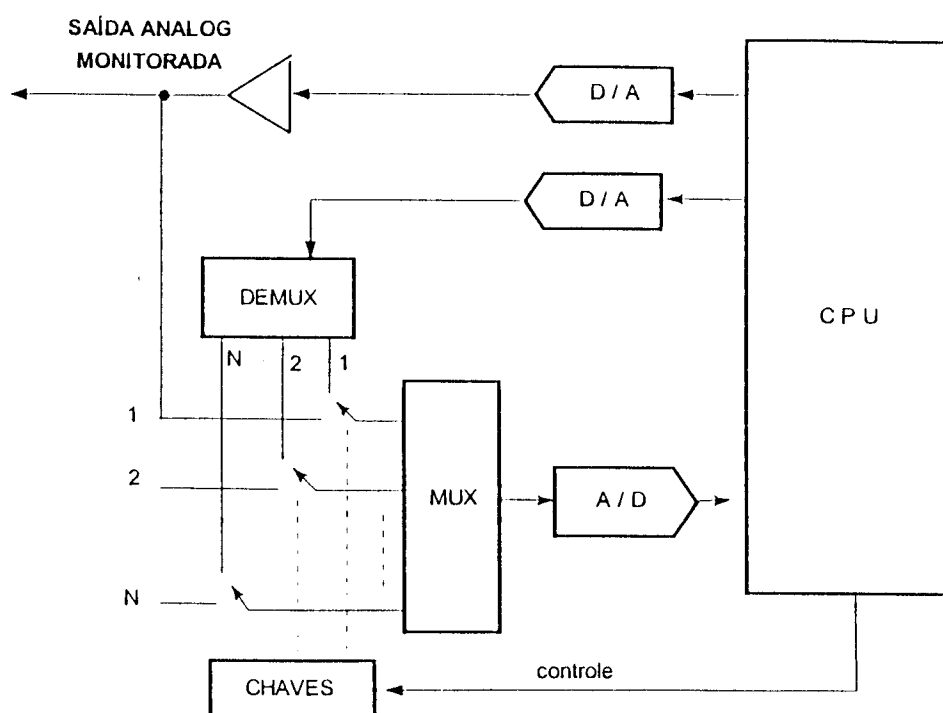 SAÍDA ANALOG
MONITORADA
D / A
D / A
DEMUX
C P U
N
2
1
1
2
MUX
A / D
N
controle
CHAVES